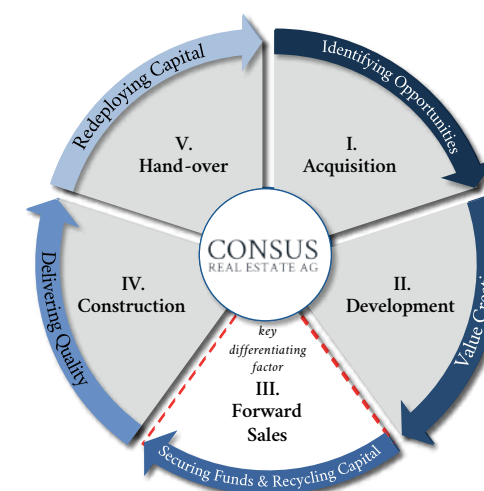 Identifying Opportunities
I.
Acquisition
II.
Development
Value
key
differentiating
factor
III.
Forward
Sales
Securing Funds & Recycling Capital
IV.
Construction
Delivering Quality
V.
Hand-over
Redeploying Capital
CONSUS
REAL ESTATE AG